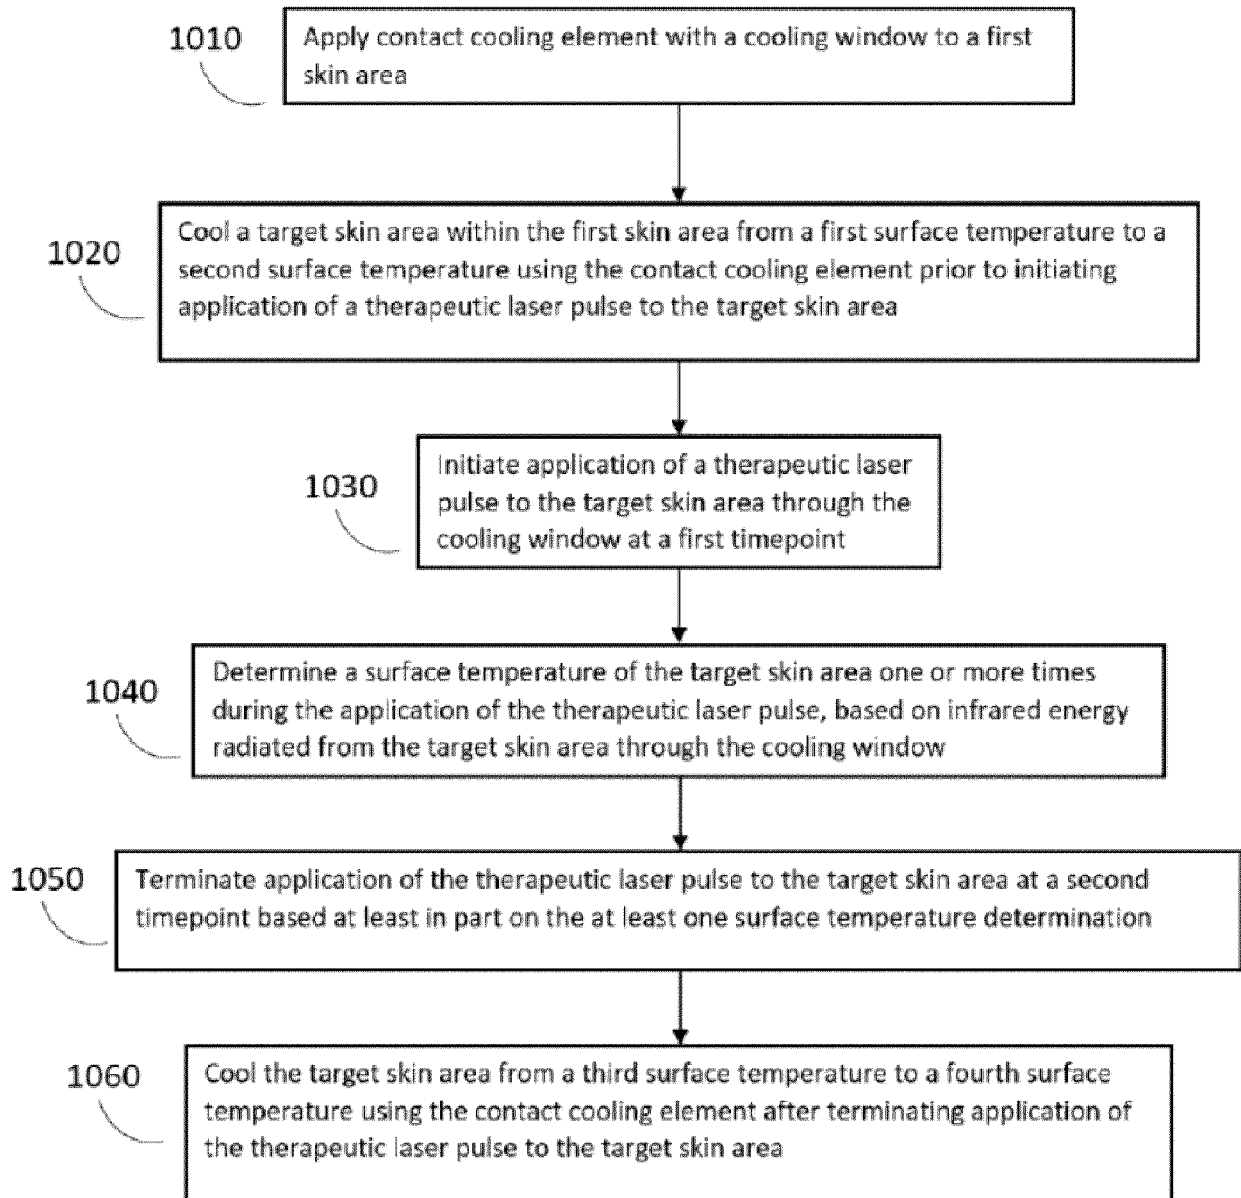 1010
Apply contact cooling element with a cooling window to a first
skin area
1020
Cool a target skin area within the first skin area from a first surface temperature to a
second surface temperature using the contact cooling element prior to initiating
application of a therapeutic laser pulse to the target skin area
1030
Initiate application of a therapeutic laser
pulse to the target skin area through the
cooling window at a first timepoint
1040
Determine a surface temperature of the target skin area one or more times
during the application of the therapeutic laser pulse, based on infrared energy
radiated from the target skin area through the cooling window
1050
Terminate application of the therapeutic laser pulse to the target skin area at a second
timepoint based at least in part on the at least one surface temperature determination
1060
Cool the target skin area from a third surface temperature to a fourth surface
temperature using the contact cooling element after terminating application of
the therapeutic laser pulse to the target skin area